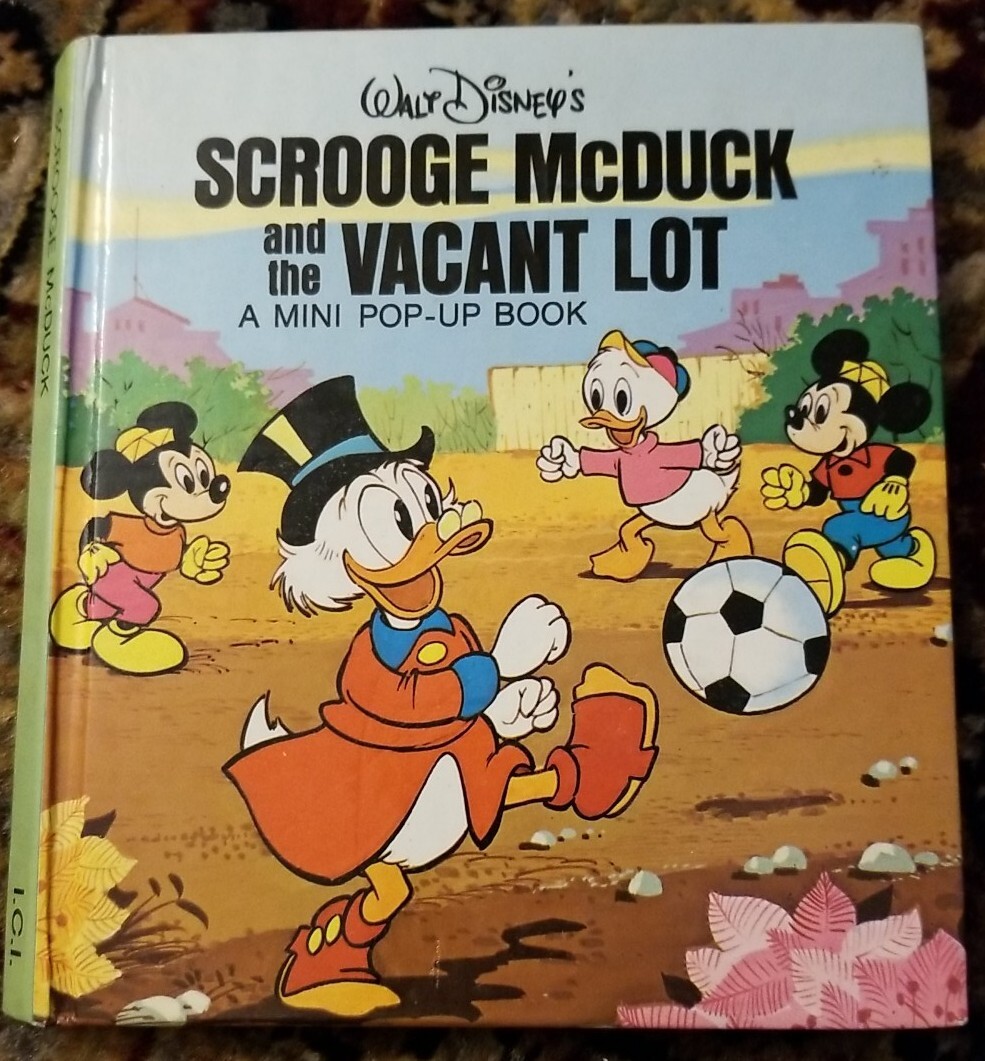 WALT DISNEY'S
SCROOGE McDUCK
and the VACANT LOT
A MINI POP-UP BOOK
SCROOGE McDUCK
I.C.I.